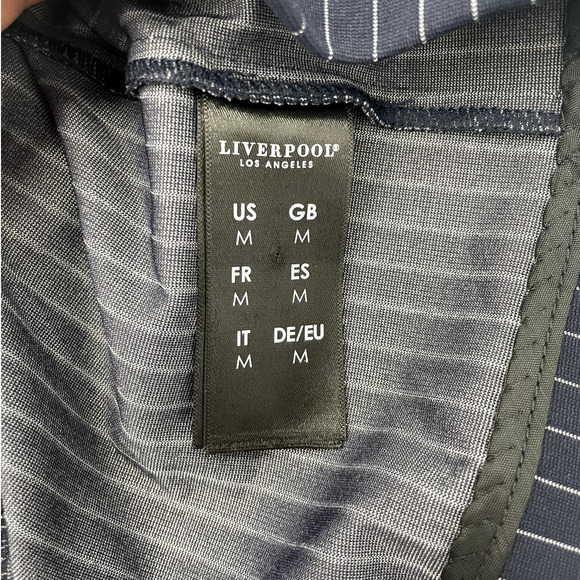 LIVERPOOL®
LOS ANGELES
US GB
M M
FR ES
M M
IT DE/EU
M M